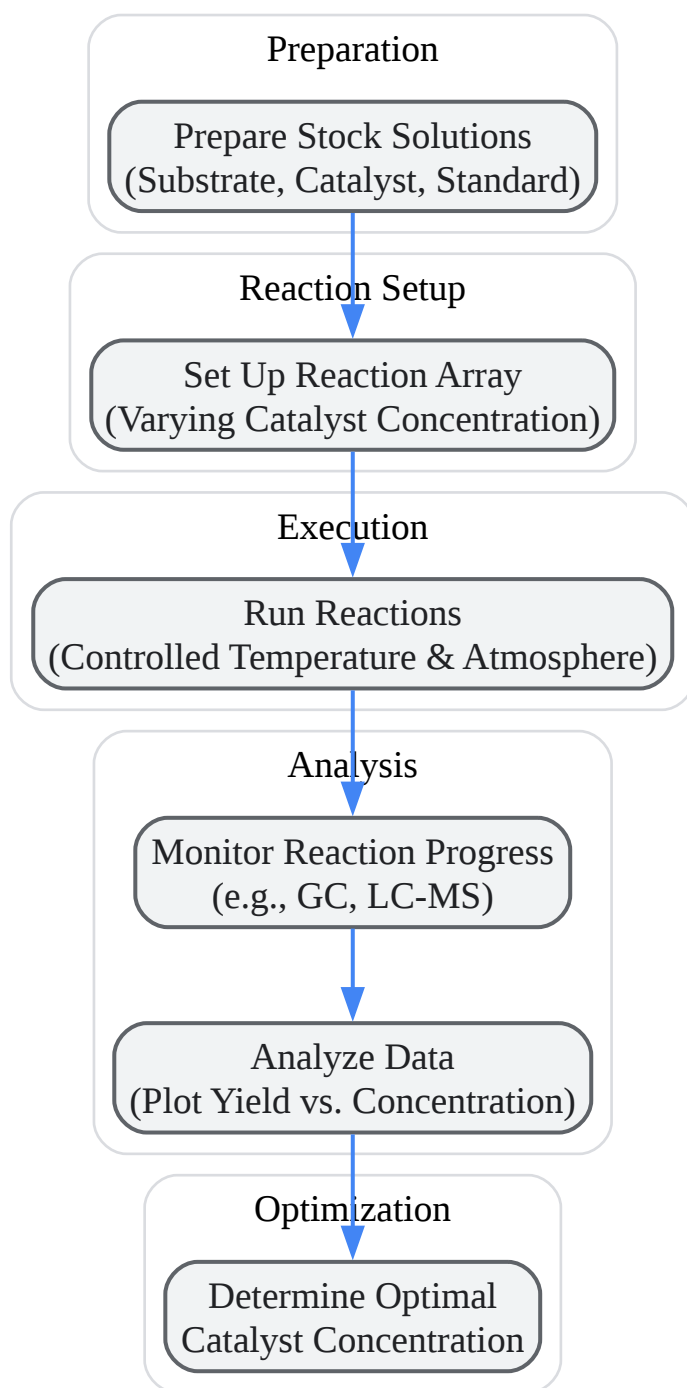 Preparation
Prepare Stock Solutions
(Substrate, Catalyst, Standard)
Reaction Setup
Set Up Reaction Array
(Varying Catalyst Concentration)
Execution
Run Reactions
(Controlled Temperature & Atmosphere)
Analysis
Monitor Reaction Progress
(e.g., GC, LC-MS)
Analyze Data
(Plot Yield vs. Concentration)
Optimization
Determine Optimal
Catalyst Concentration